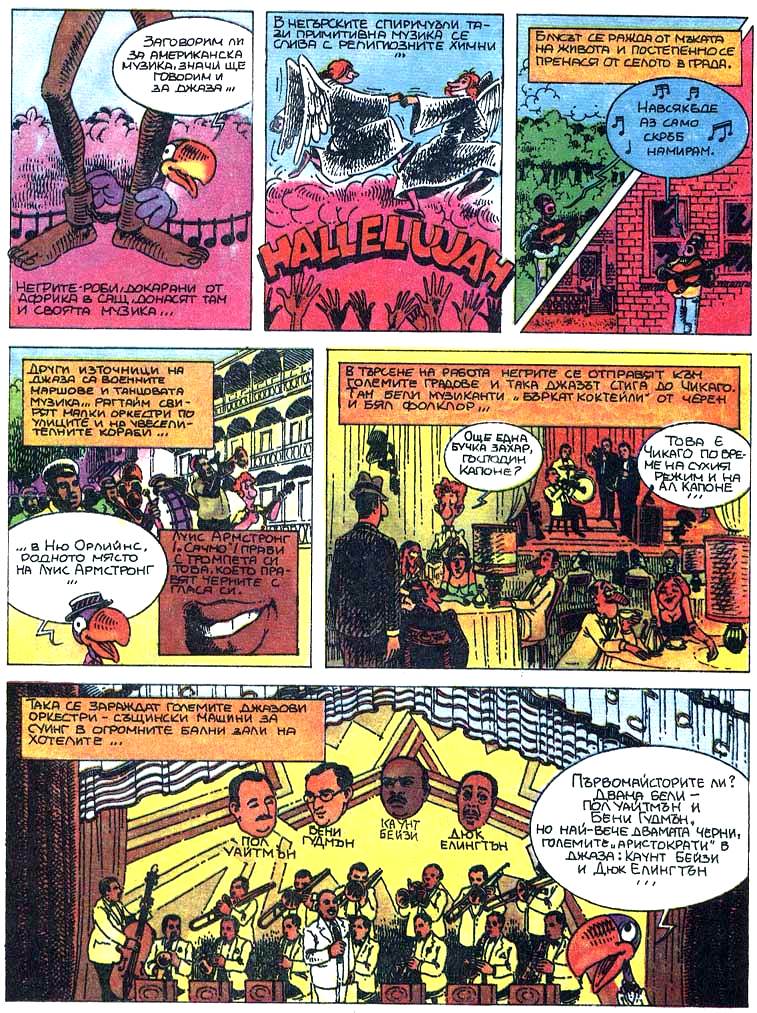 ЗАГОВОРИМ ЛИ
ЗА АМЕРИКАНСКА
МУЗИКА, ЗНАЧИ ЩЕ
ГОВОРИМ И
ЗА ДЖАЗА...
НЕГРИТЕ-РОБИ, ДОКАРАНИ ОТ
АФРИКА В САЩ, ДОНАСЯТ ТАМ
И СВОЯТА МУЗИКА...
В НЕГЪРСКИТЕ СПИРИЧУЪЛИ ТА-
ЗИ ПРИМИТИВНА МУЗИКА СЕ
СЛИВА С РЕЛИГИОЗНИТЕ ХИМНИ
...
HALLELUJAH
БЛУСЪТ СЕ РАЖДА ОТ МЪКАТА
НА ЖИВОТА И ПОСТЕПЕННО СЕ
ПРЕНАСЯ ОТ СЕЛОТО В ГРАДА.
НАВСЯКЪДЕ
АЗ САМО
СКРЪБ
НАМИРАМ.
ДРУГИ ИЗТОЧНИЦИ НА
ДЖАЗА СА ВОЕННИТЕ
МАРШОВЕ И ТАНЦОВАТА
МУЗИКА... РАГТАЙМ СВИ-
РЯТ МАЛКИ ОРКЕСТРИ ПО
УЛИЦИТЕ И НА УВЕСЕЛИ-
ТЕЛНИТЕ КОРАБИ...
...В НЮ ОРЛИЙНС,
РОДНОТО МЯСТО
НА ЛУИС АРМСТРОНГ
...
ЛУИС АРМСТРОНГ
/„САЧМО"/ ПРАВИ
С ТРОМПЕТА СИ
ТОВА, КОЕТО ПРА-
ВЯТ ЧЕРНИТЕ С
ГЛАСА СИ.
В ТЪРСЕНЕ НА РАБОТА НЕГРИТЕ СЕ ОТПРАВЯТ КЪМ
ГОЛЕМИТЕ ГРАДОВЕ И ТАКА ДЖАЗЪТ СТИГА ДО ЧИКАГО.
ТАМ БЕЛИ МУЗИКАНТИ „БЪРКАТ КОКТЕЙЛИ" ОТ ЧЕРЕН
И БЯЛ ФОЛКЛОР...
ОЩЕ ЕДНА
БУЧКА ЗАХАР,
ГОСПОДИН
КАПОНЕ?
ТОВА Е
ЧИКАГО ПО ВРЕ-
МЕ НА СУХИЯ
РЕЖИМ И НА
АЛ КАПОНЕ
...
ТАКА СЕ ЗАРАЖДАТ ГОЛЕМИТЕ ДЖАЗОВИ
ОРКЕСТРИ - СЪЩИНСКИ МАШИНИ ЗА
СУИНГ В ОГРОМНИТЕ БАЛНИ ЗАЛИ НА
ХОТЕЛИТЕ...
ПОЛ
УАЙТМЪН
БЕНИ
ГУДМЪН
КАУНТ
БЕЙЗИ
ДЮК
ЕЛИНГТЪН
ПЪРВОМАЙСТОРИТЕ ЛИ?
ДВАМА БЕЛИ -
ПОЛ УАЙТМЪН И
БЕНИ ГУДМЪН,
НО НАЙ-ВЕЧЕ ДВАМАТА ЧЕРНИ,
ГОЛЕМИТЕ „АРИСТОКРАТИ" В
ДЖАЗА: КАУНТ БЕЙЗИ
И ДЮК ЕЛИНГТЪН
...